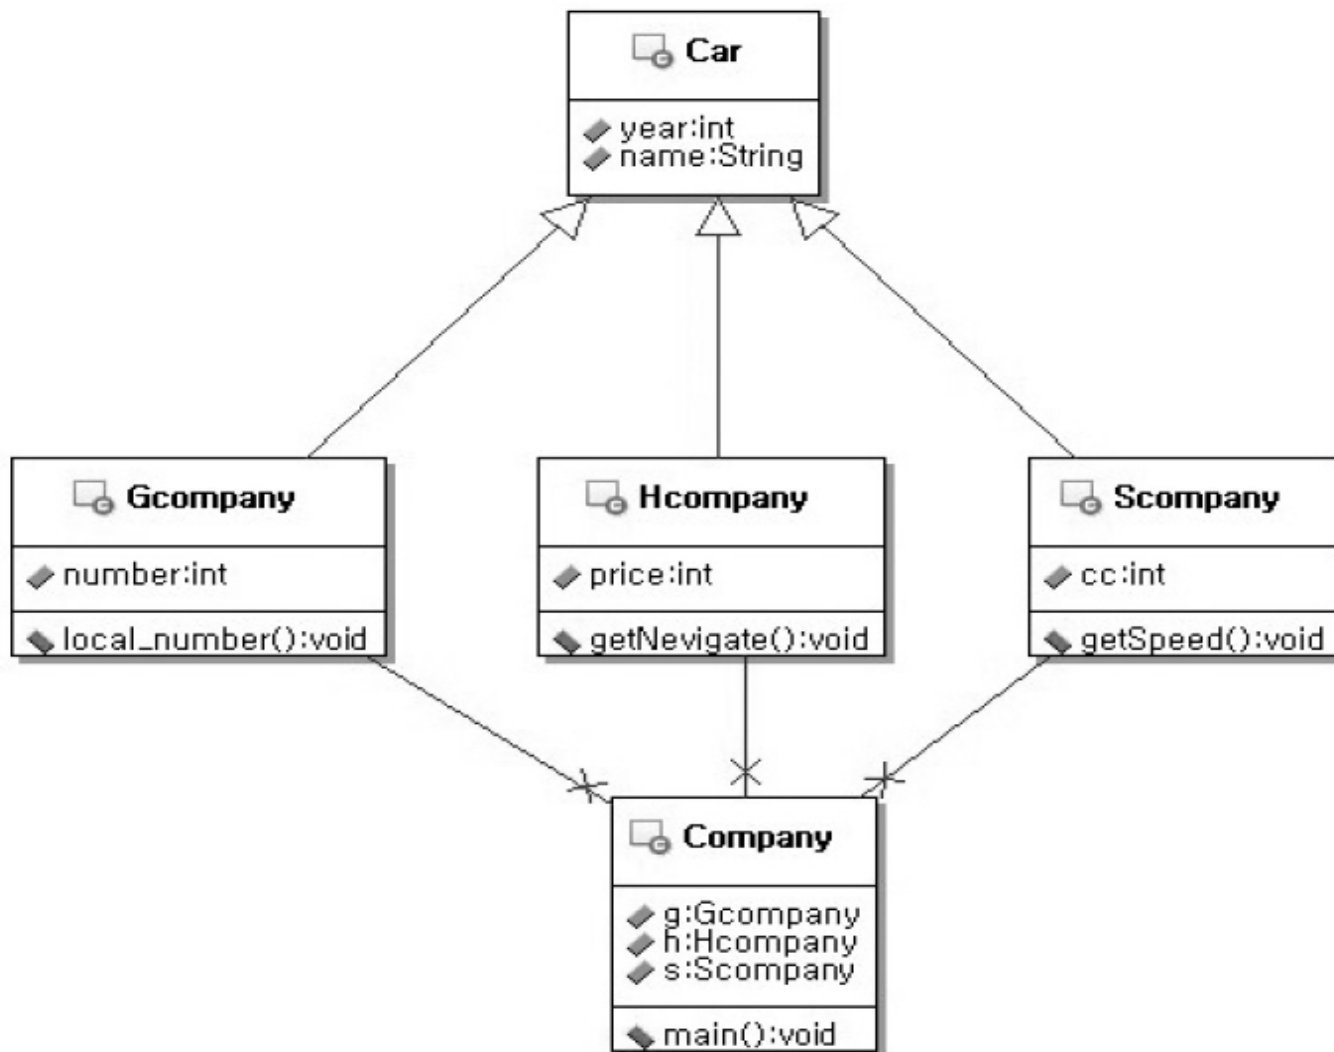 Car
year:int
name:String
Gcompany
number:int
local_number():void
Hcompany
price:int
getNevigate():void
Scompany
cc:int
getSpeed():void
Company
g:Gcompany
h:Hcompany
s:Scompany
main():void